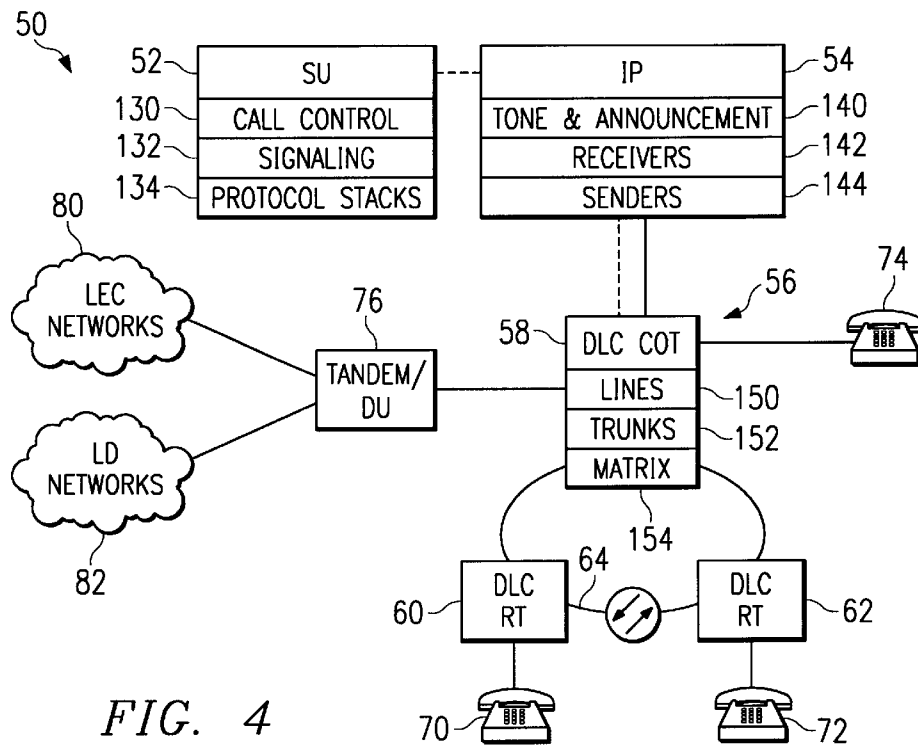 50
52
SU
IP
54
130
CALL CONTROL
TONE & ANNOUNCEMENT
140
132
SIGNALING
RECEIVERS
142
134
PROTOCOL STACKS
SENDERS
144
80
LEC
NETWORKS
76
TANDEM/
DU
LD
NETWORKS
82
58
56
74
DLC COT
LINES
150
TRUNKS
152
MATRIX
154
60
DLC
RT
64
DLC
RT
62
70
72
FIG. 4